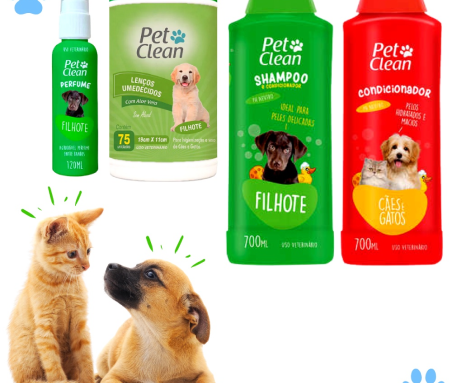 USO VETERINÁRIO
Pet
Clean
PERFUME
FILHOTE
120ML
Pet
Clean
LENÇOS
UMEDECIDOS
Com Aloe Vera
FILHOTE
75
15cm X 11cm
Pet
Clean
SHAMPOO
E CONDICIONADOR
IDEAL PARA
PELES DELICADAS
FILHOTE
700ML
USO VETERINÁRIO
Pet
Clean
CONDICIONADOR
PELOS
HIDRATADOS E
MACIOS
CÃES E
GATOS
700ML
USO VETERINÁRIO